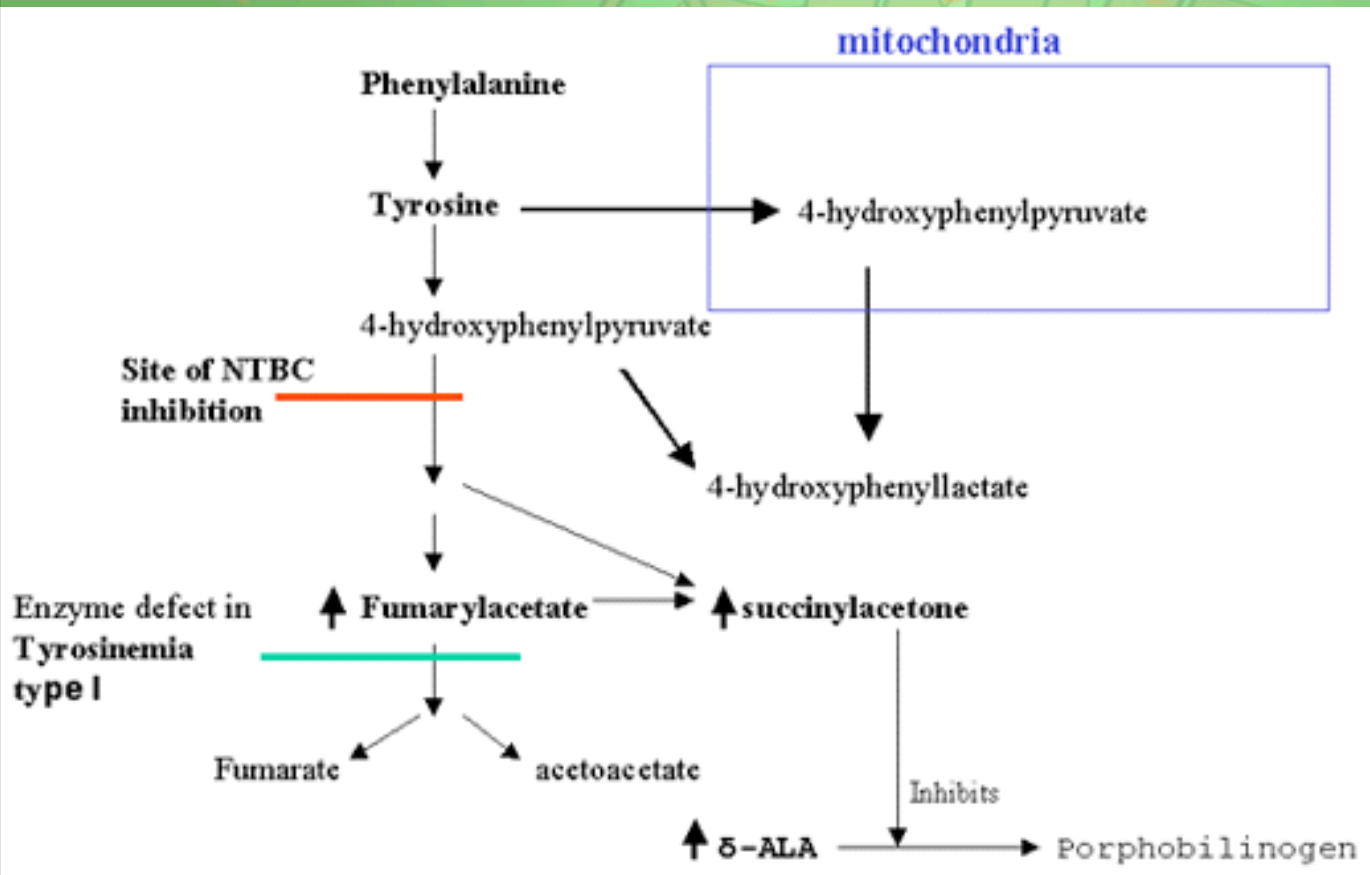 mitochondria
Phenylalanine
Tyrosine
4-hydroxyphenylpyruvate
4-hydroxyphenylpyruvate
Site of NTBC
inhibition
4-hydroxyphenyllactate
Enzyme defect in
Tyrosinemia
type I
Fumarylacetate
succinylacetone
Fumarate
acetoacetate
Inhibits
δ-ALA
Porphobilinogen